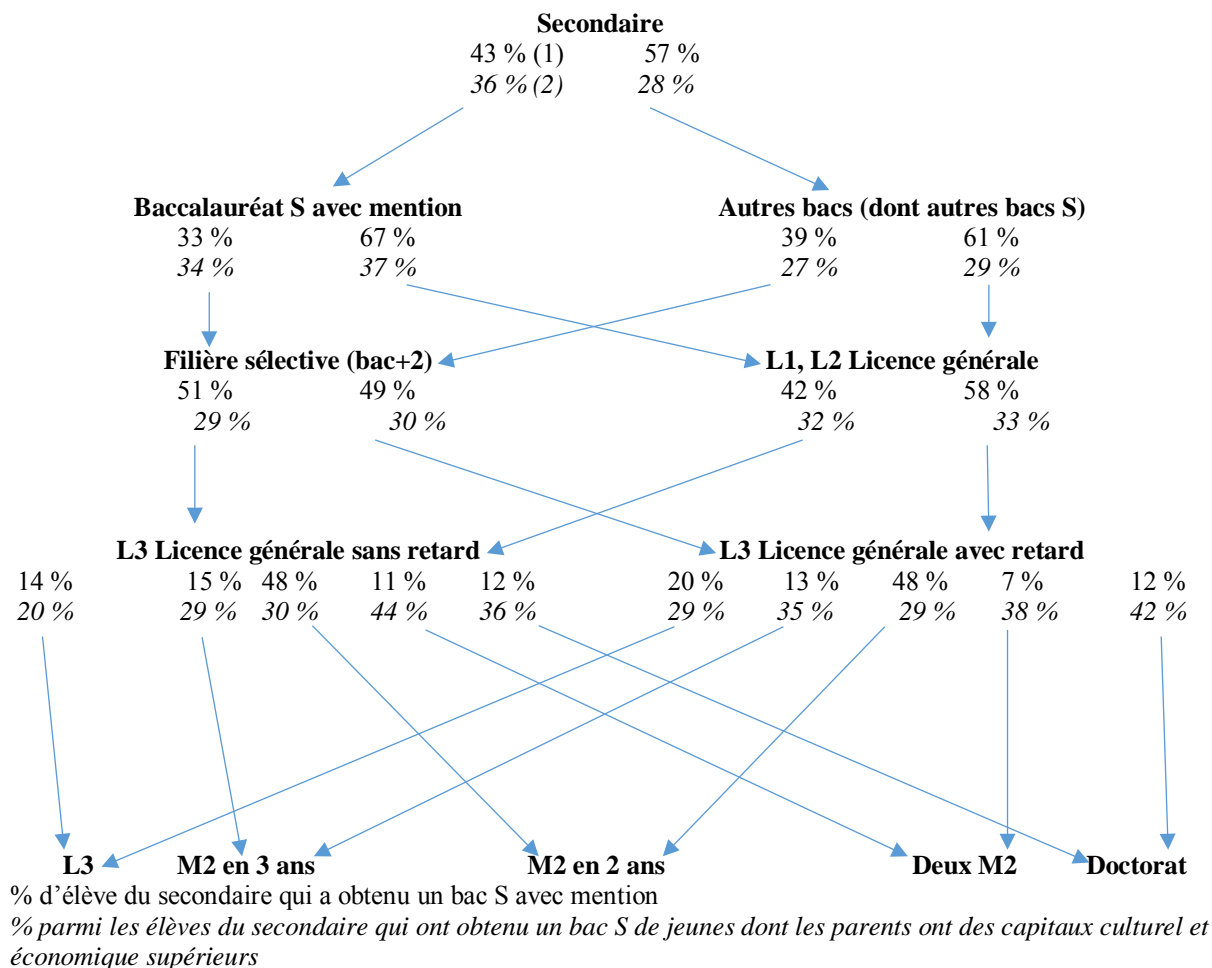 Secondaire
43 % (1) 57 %
36 % (2) 28 %
Baccalauréat S avec mention Autres bacs (dont autres bacs S)
33 % 67 % 39 % 61 %
34 % 37 % 27 % 29 %
Filière sélective (bac+2) L1, L2 Licence générale
51 % 49 % 42 % 58 %
29 % 30 % 32 % 33 %
L3 Licence générale sans retard L3 Licence générale avec retard
14 % 15 % 48 % 11 % 12 % 20 % 13 % 48 % 7 % 12 %
20 % 29 % 30 % 44 % 36 % 29 % 35 % 29 % 38 % 42 %
L3 M2 en 3 ans M2 en 2 ans Deux M2 Doctorat
% d'élève du secondaire qui a obtenu un bac S avec mention
% parmi les élèves du secondaire qui ont obtenu un bac S de jeunes dont les parents ont des capitaux culturel et
économique supérieurs